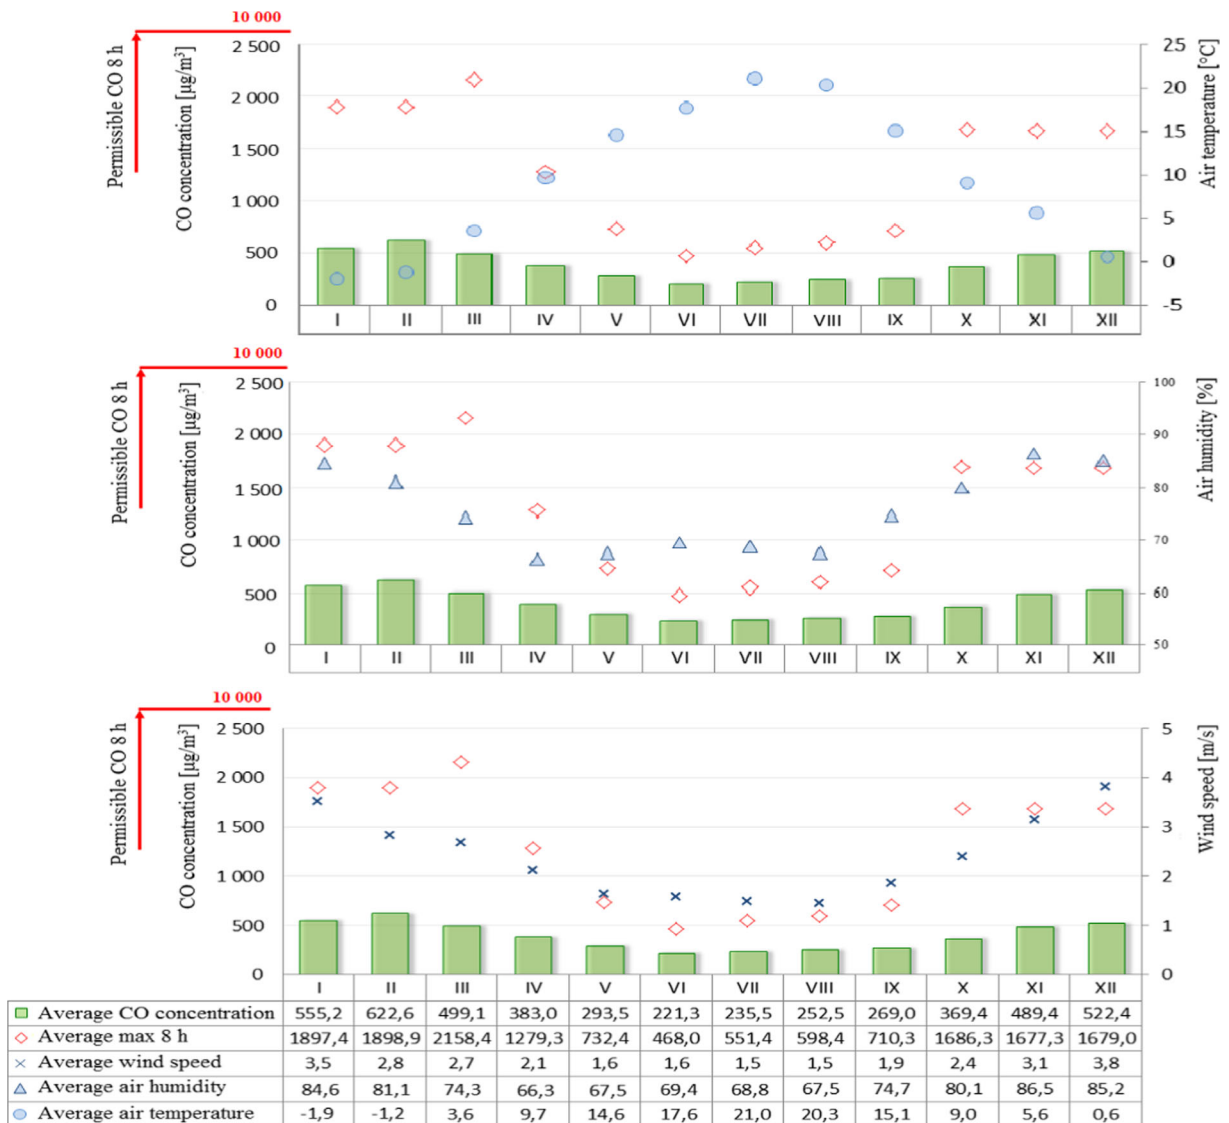 10 000
Permissible CO 8 h
CO concentration [µg/m³]
2 500
2 000
1 500
1 000
500
0
25
20
15
10
5
0
-5
Air temperature [°C]
I II III IV V VI VII VIII IX X XI XII
10 000
Permissible CO 8 h
CO concentration [µg/m³]
2 500
2 000
1 500
1 000
500
0
100
90
80
70
60
50
Air humidity [%]
I II III IV V VI VII VIII IX X XI XII
10 000
Permissible CO 8 h
CO concentration [µg/m³]
2 500
2 000
1 500
1 000
500
0
5
4
3
2
1
0
Wind speed [m/s]
I II III IV V VI VII VIII IX X XI XII
Average CO concentration 555,2 622,6 499,1 383,0 293,5 221,3 235,5 252,5 269,0 369,4 489,4 522,4
Average max 8 h 1897,4 1898,9 2158,4 1279,3 732,4 468,0 551,4 598,4 710,3 1686,3 1677,3 1679,0
Average wind speed 3,5 2,8 2,7 2,1 1,6 1,6 1,5 1,5 1,9 2,4 3,1 3,8
Average air humidity 84,6 81,1 74,3 66,3 67,5 69,4 68,8 67,5 74,7 80,1 86,5 85,2
Average air temperature -1,9 -1,2 3,6 9,7 14,6 17,6 21,0 20,3 15,1 9,0 5,6 0,6